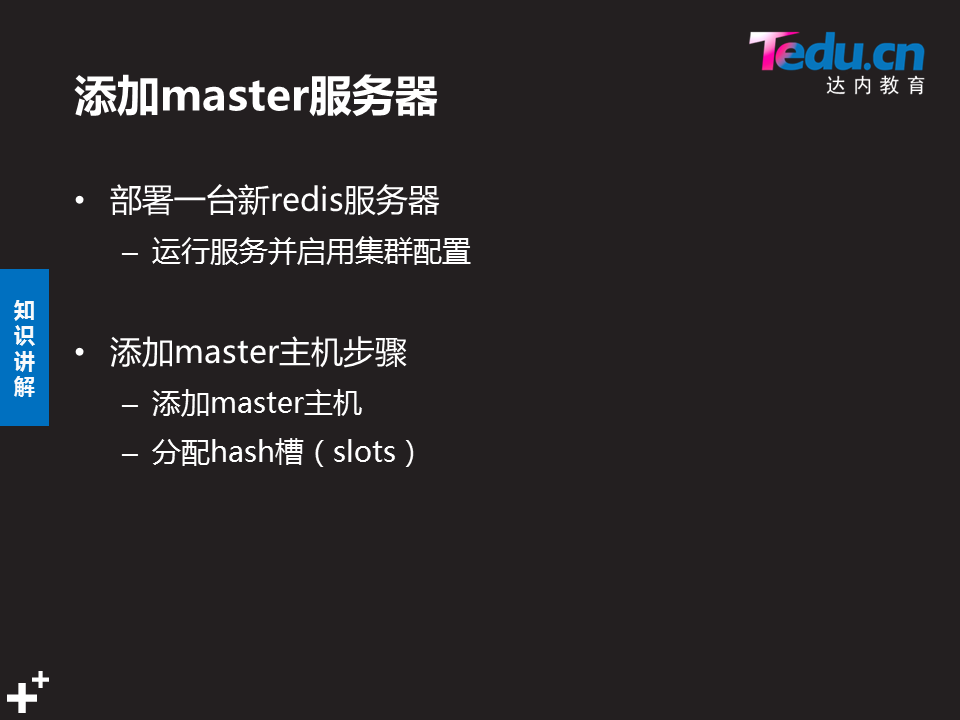 Tedu.cn
达内教育
添加master服务器
• 部署一台新redis服务器
– 运行服务并启用集群配置
知识讲解
• 添加master主机步骤
– 添加master主机
– 分配hash槽（slots）